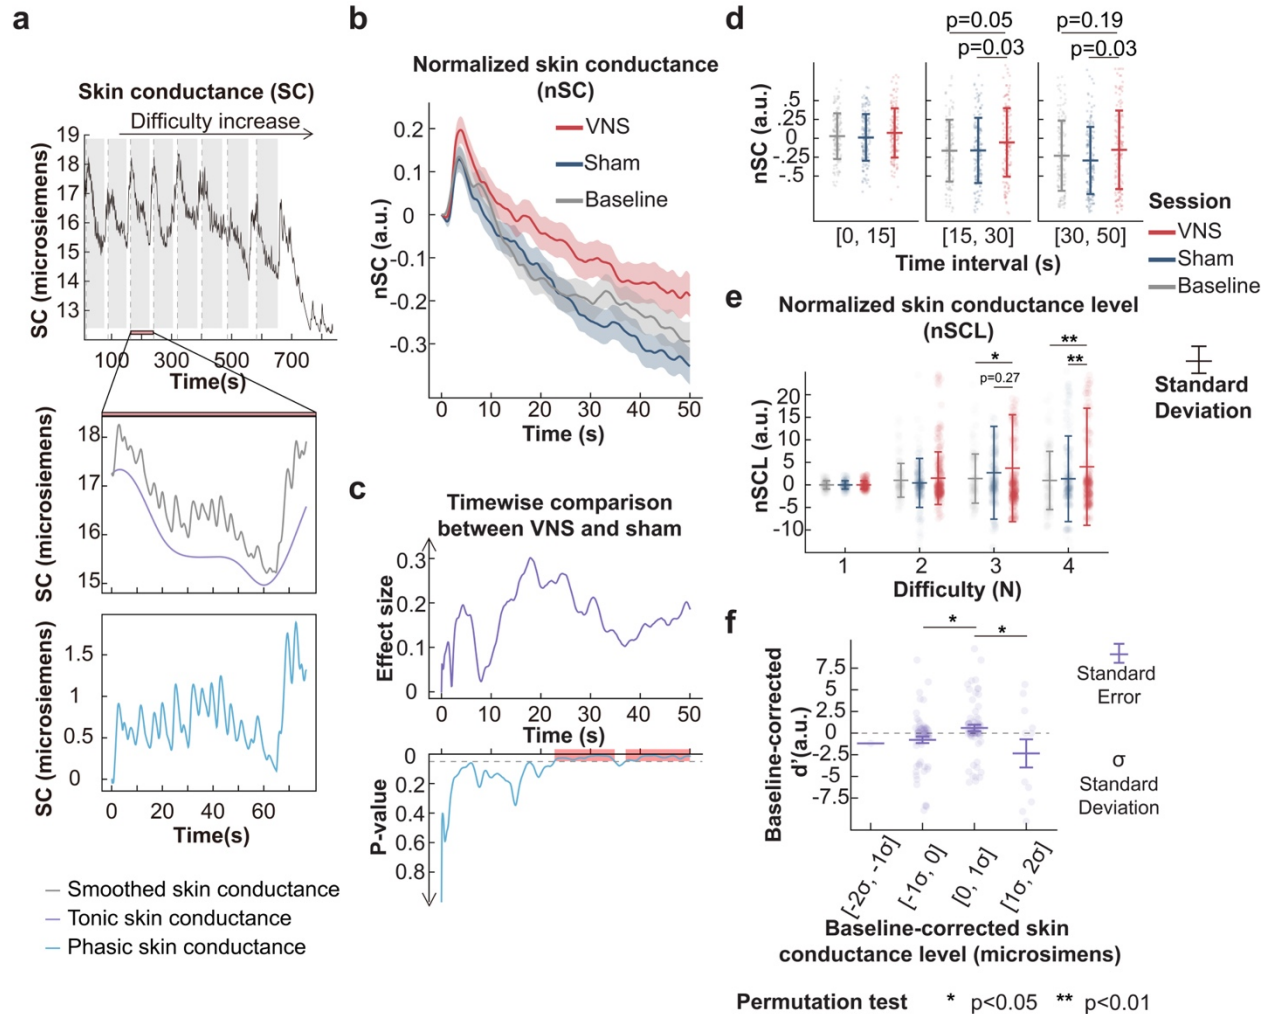 a
Skin conductance (SC)
Difficulty increase
SC (microsiemens)
19
18
17
16
15
14
13
100 300 500 700
Time(s)
SC (microsiemens)
18
17
16
15
SC (microsiemens)
1.5
1
0.5
0
0 20 40 60
Time(s)
Smoothed skin conductance
Tonic skin conductance
Phasic skin conductance
b
Normalized skin conductance
(nSC)
nSC (a.u.)
0.2
0.1
0
-0.1
-0.2
-0.3
VNS
Sham
Baseline
0 10 20 30 40 50
Time (s)
c
Timewise comparison
between VNS and sham
Effect size
0.3
0.2
0.1
0
0 10 20 30 40 50
Time (s)
P-value
0
0.2
0.4
0.6
0.8
d
p=0.05
p=0.03
p=0.19
p=0.03
nSC (a.u.)
.5
.25
0
-.25
-.5
[0, 15] [15, 30] [30, 50]
Time interval (s)
Session
VNS
Sham
Baseline
Standard
Deviation
e
Normalized skin conductance level
(nSCL)
nSCL (a.u.)
20
15
10
5
0
-5
-10
*
p=0.27
**
**
1 2 3 4
Difficulty (N)
f
*
*
Baseline-corrected
d'(a.u.)
7.5
5
2.5
0
-2.5
-5
-7.5
[-2σ, -1σ] [-1σ, 0] [0, 1σ] [1σ, 2σ]
Baseline-corrected skin
conductance level (microsimens)
Standard
Error
σ
Standard
Deviation
Permutation test * p<0.05 ** p<0.01